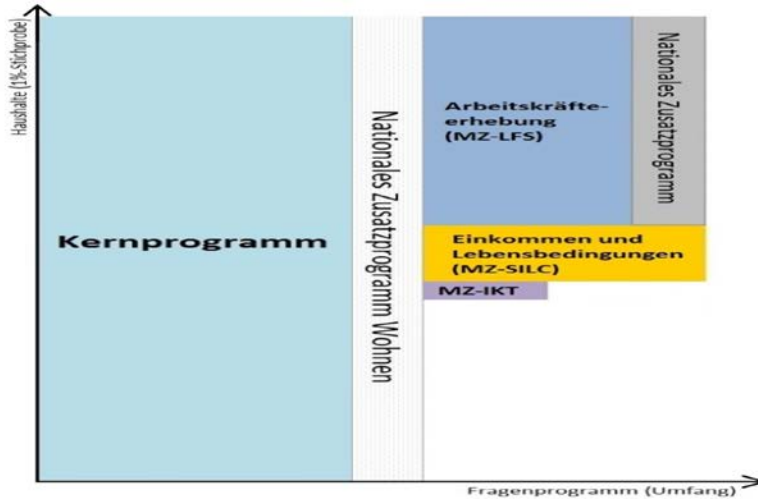 Haushalte (1%-Stichprobe)
Kernprogramm
Nationales Zusatzprogramm Wohnen
Arbeitskräfte-
erhebung
(MZ-LFS)
Nationales Zusatzprogramm
Einkommen und
Lebensbedingungen
(MZ-SILC)
MZ-IKT
Fragenprogramm (Umfang)